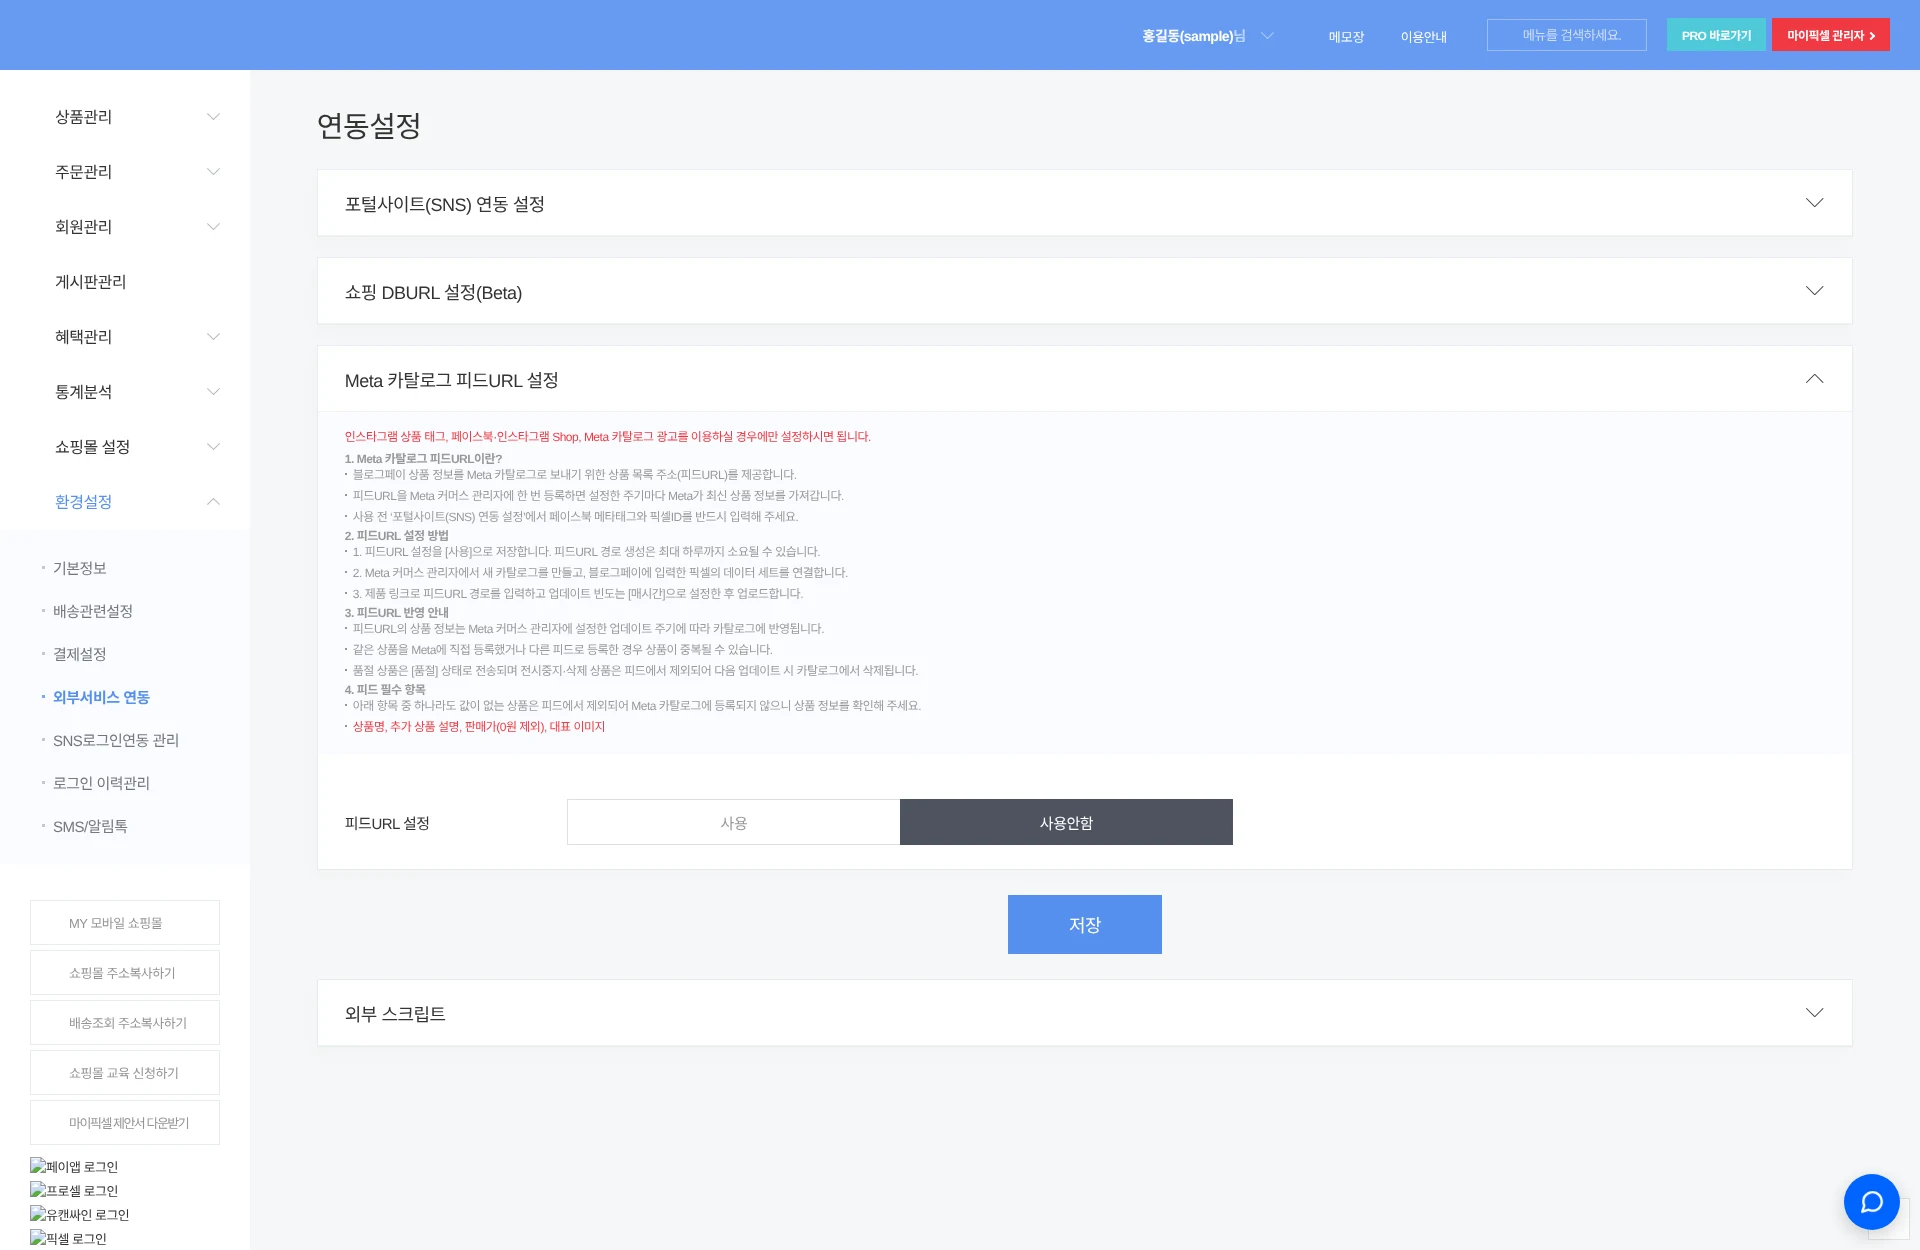 홍길동(sample)님
메모장
이용안내
메뉴를 검색하세요.
PRO 바로가기
마이픽셀 관리자
상품관리
주문관리
회원관리
게시판관리
혜택관리
통계분석
쇼핑몰 설정
환경설정
기본정보
배송관련설정
결제설정
외부서비스 연동
SNS로그인연동 관리
로그인 이력관리
SMS/알림톡
MY 모바일 쇼핑몰
쇼핑몰 주소복사하기
배송조회 주소복사하기
쇼핑몰 교육 신청하기
마이픽셀 제안서 다운받기
페이앱 로그인
프로셀 로그인
유캔싸인 로그인
픽셀 로그인
연동설정
포털사이트(SNS) 연동 설정
쇼핑 DBURL 설정(Beta)
Meta 카탈로그 피드URL 설정
인스타그램 상품 태그, 페이스북·인스타그램 Shop, Meta 카탈로그 광고를 이용하실 경우에만 설정하시면 됩니다.
1. Meta 카탈로그 피드URL이란?
· 블로그페이 상품 정보를 Meta 카탈로그로 보내기 위한 상품 목록 주소(피드URL)를 제공합니다.
· 피드URL을 Meta 커머스 관리자에 한 번 등록하면 설정한 주기마다 Meta가 최신 상품 정보를 가져갑니다.
· 사용 전 '포털사이트(SNS) 연동 설정'에서 페이스북 메타태그와 픽셀ID를 반드시 입력해 주세요.
2. 피드URL 설정 방법
· 1. 피드URL 설정을 [사용]으로 저장합니다. 피드URL 경로 생성은 최대 하루까지 소요될 수 있습니다.
· 2. Meta 커머스 관리자에서 새 카탈로그를 만들고, 블로그페이에 입력한 픽셀의 데이터 세트를 연결합니다.
· 3. 제품 링크로 피드URL 경로를 입력하고 업데이트 빈도는 [매시간]으로 설정한 후 업로드합니다.
3. 피드URL 반영 안내
· 피드URL의 상품 정보는 Meta 커머스 관리자에 설정한 업데이트 주기에 따라 카탈로그에 반영됩니다.
· 같은 상품을 Meta에 직접 등록했거나 다른 피드로 등록한 경우 상품이 중복될 수 있습니다.
· 품절 상품은 [품절] 상태로 전송되며 전시중지·삭제 상품은 피드에서 제외되어 다음 업데이트 시 카탈로그에서 삭제됩니다.
4. 피드 필수 항목
· 아래 항목 중 하나라도 값이 없는 상품은 피드에서 제외되어 Meta 카탈로그에 등록되지 않으니 상품 정보를 확인해 주세요.
· 상품명, 추가 상품 설명, 판매가(0원 제외), 대표 이미지
피드URL 설정
사용
사용안함
저장
외부 스크립트